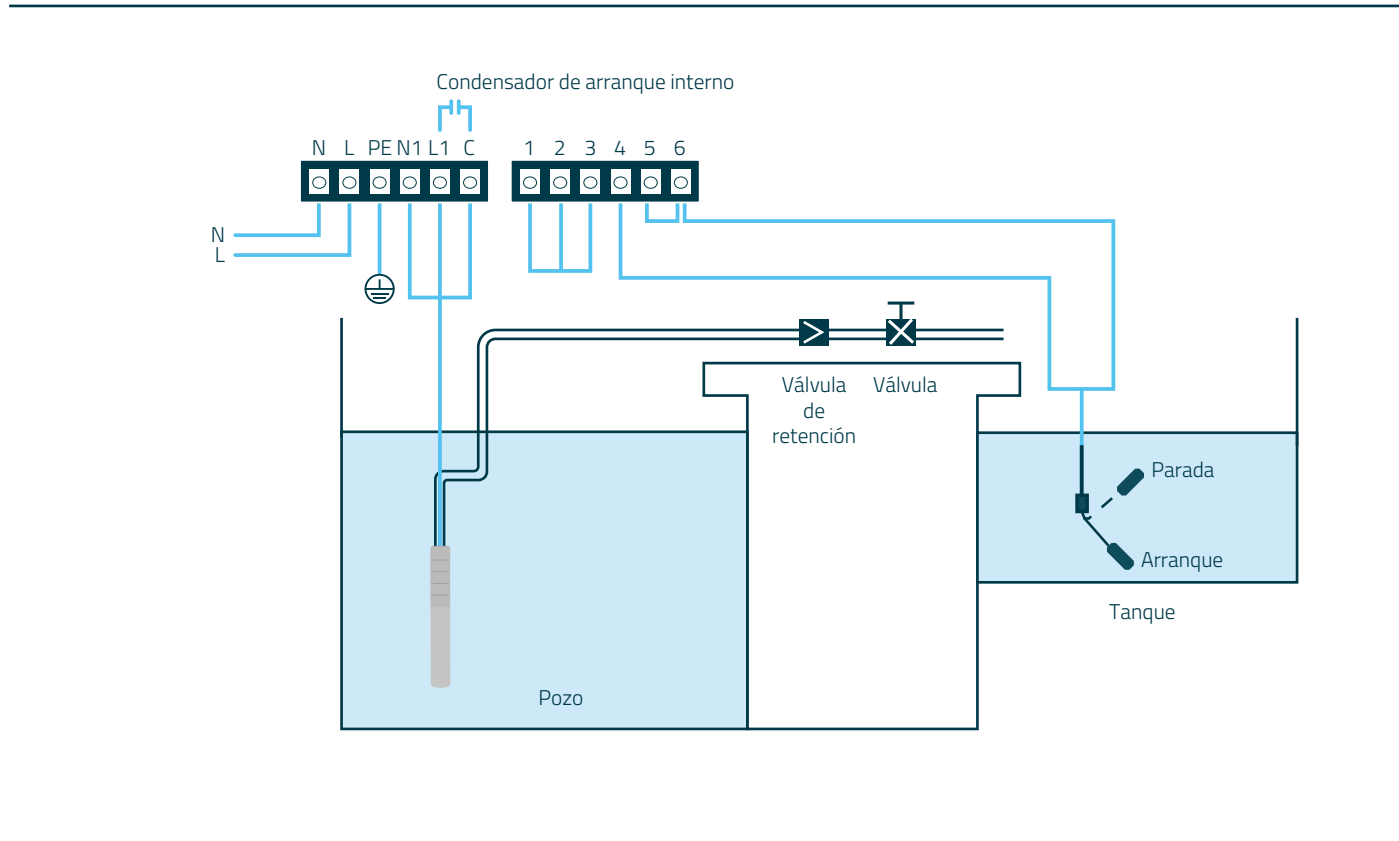 Condensador de arranque interno
N L PE N1 L1 C 1 2 3 4 5 6
N
L
Válvula de retención
Válvula
Parada
Arranque
Tanque
Pozo